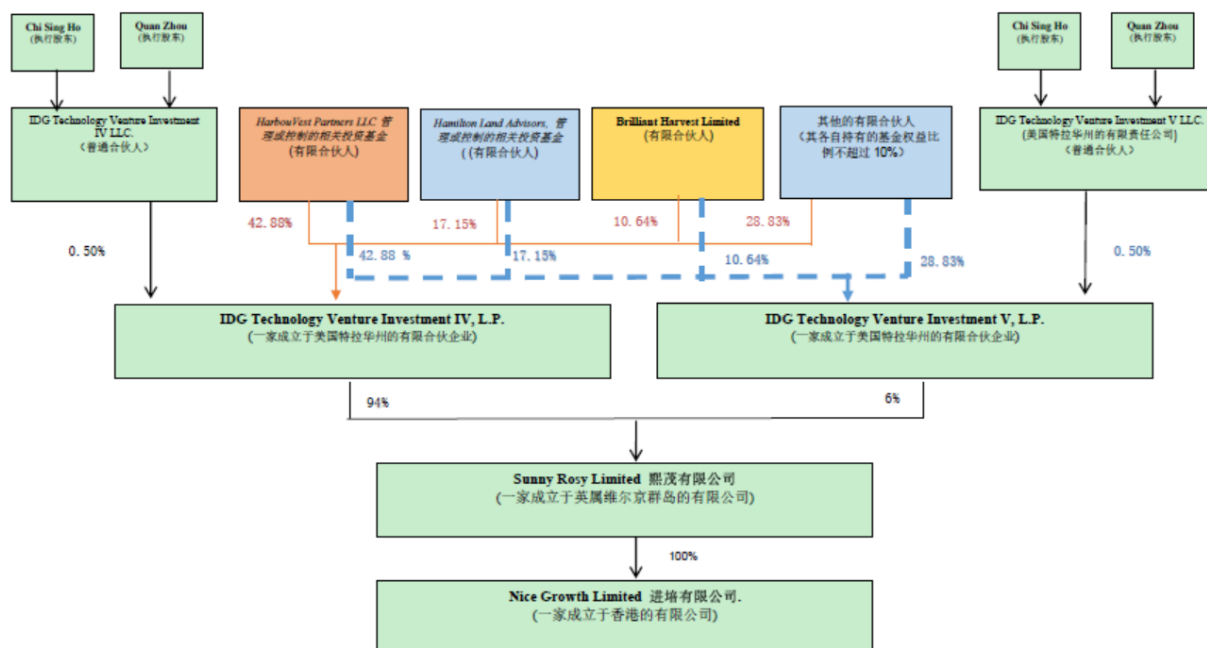 Chi Sing Ho
(执行股东)
Quan Zhou
(执行股东)
Chi Sing Ho
(执行股东)
Quan Zhou
(执行股东)
IDG Technology Venture Investment
IV LLC.
(普通合伙人)
HarbouVest Partners LLC 管
理或控制的相关投资基金
(有限合伙人)
Hamilton Land Advisors, 管
理或控制的相关投资基金
( (有限合伙人)
Brilliant Harvest Limited
(有限合伙人)
其他的有限合伙人
(其各自持有的基金权益比
例不超过 10%)
IDG Technology Venture Investment V LLC.
(美国特拉华州的有限责任公司)
(普通合伙人)
42.88%
17.15%
10.64%
28.83%
0.50%
42.88 %
17.15%
10.64%
28.83%
0.50%
IDG Technology Venture Investment IV, L.P.
(一家成立于美国特拉华州的有限合伙企业)
IDG Technology Venture Investment V, L.P.
(一家成立于美国特拉华州的有限合伙企业)
94%
6%
Sunny Rosy Limited 熙茂有限公司
(一家成立于英属维尔京群岛的有限公司)
100%
Nice Growth Limited 进培有限公司.
(一家成立于香港的有限公司)